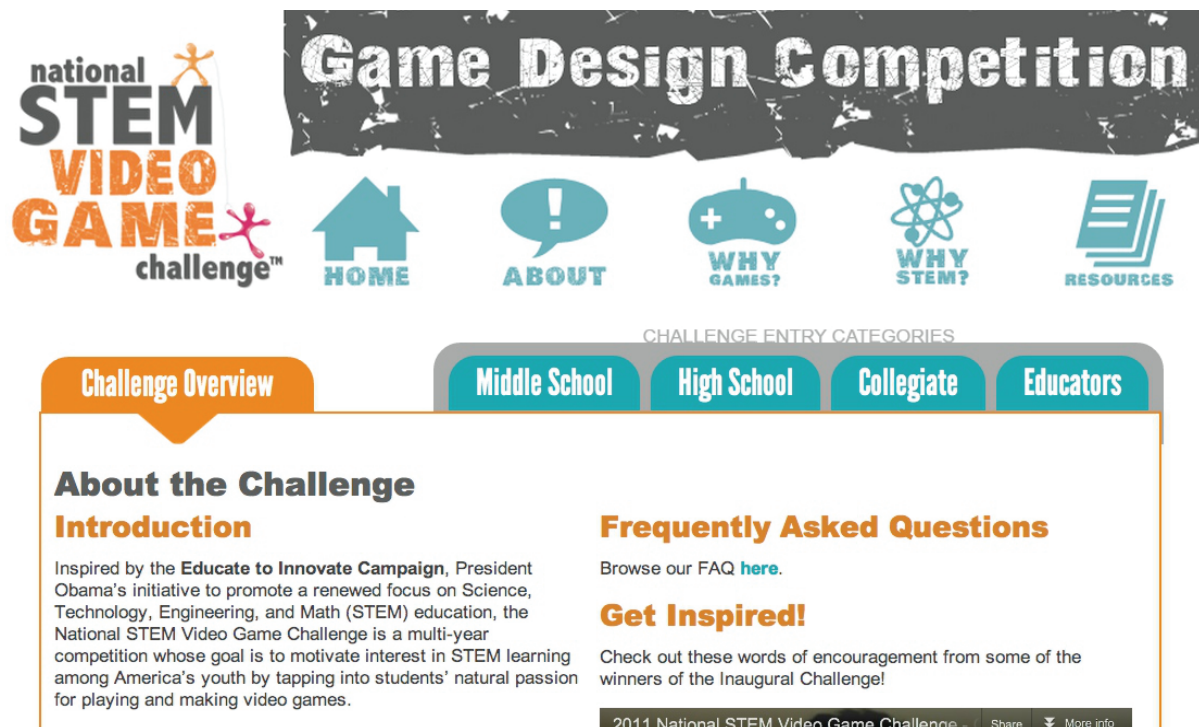 national
STEM
VIDEO
GAME
challenge™
Game Design Competition
HOME
ABOUT
WHY
GAMES?
WHY
STEM?
RESOURCES
CHALLENGE ENTRY CATEGORIES
Challenge Overview
Middle School
High School
Collegiate
Educators
About the Challenge
Introduction
Inspired by the Educate to Innovate Campaign, President
Obama's initiative to promote a renewed focus on Science,
Technology, Engineering, and Math (STEM) education, the
National STEM Video Game Challenge is a multi-year
competition whose goal is to motivate interest in STEM learning
among America's youth by tapping into students' natural passion
for playing and making video games.
Frequently Asked Questions
Browse our FAQ here.
Get Inspired!
Check out these words of encouragement from some of the
winners of the Inaugural Challenge!
2011 National STEM Video Game Challenge -
Share
More info